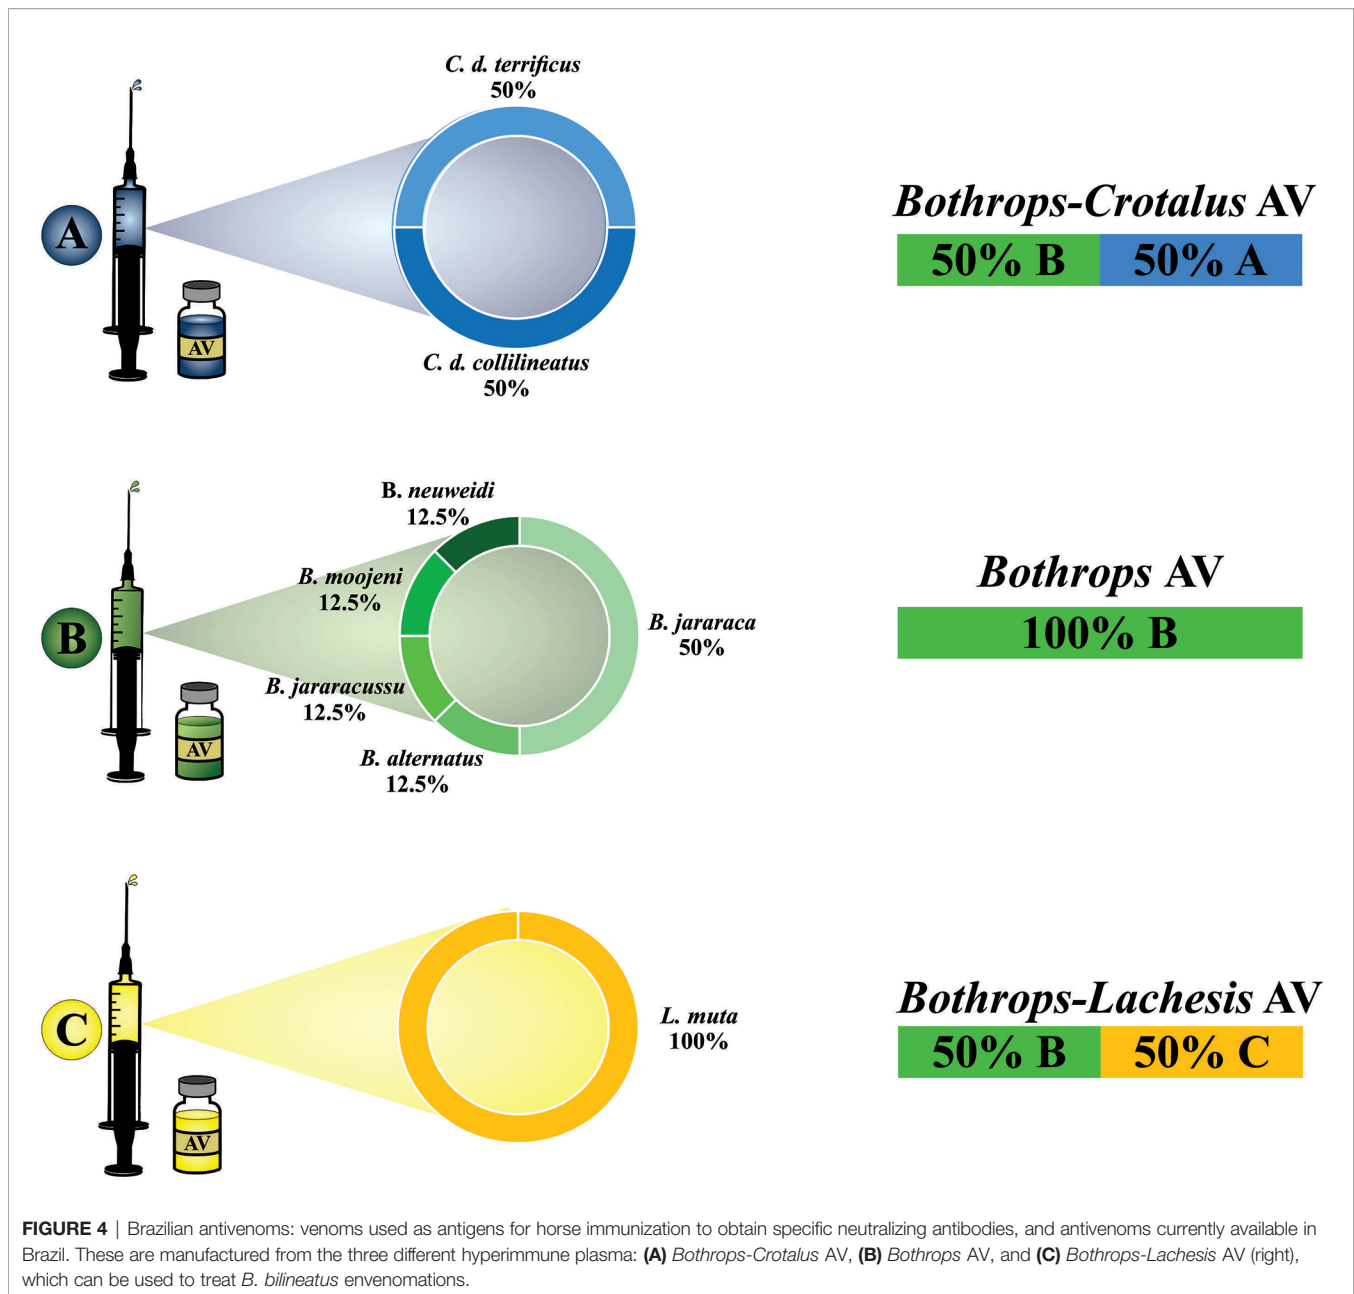 C. d. terrificus
50%
A
AV
C. d. collilineatus
50%
Bothrops-Crotalus AV
50% B 50% A
B. neuweidi
12.5%
B. moojeni
12.5%
B
B. jararaca
50%
B. jararacussu
12.5%
AV
B. alternatus
12.5%
Bothrops AV
100% B
C
L. muta
100%
AV
Bothrops-Lachesis AV
50% B 50% C
FIGURE 4 | Brazilian antivenoms: venoms used as antigens for horse immunization to obtain specific neutralizing antibodies, and antivenoms currently available in
Brazil. These are manufactured from the three different hyperimmune plasma: (A) Bothrops-Crotalus AV, (B) Bothrops AV, and (C) Bothrops-Lachesis AV (right),
which can be used to treat B. bilineatus envenomations.